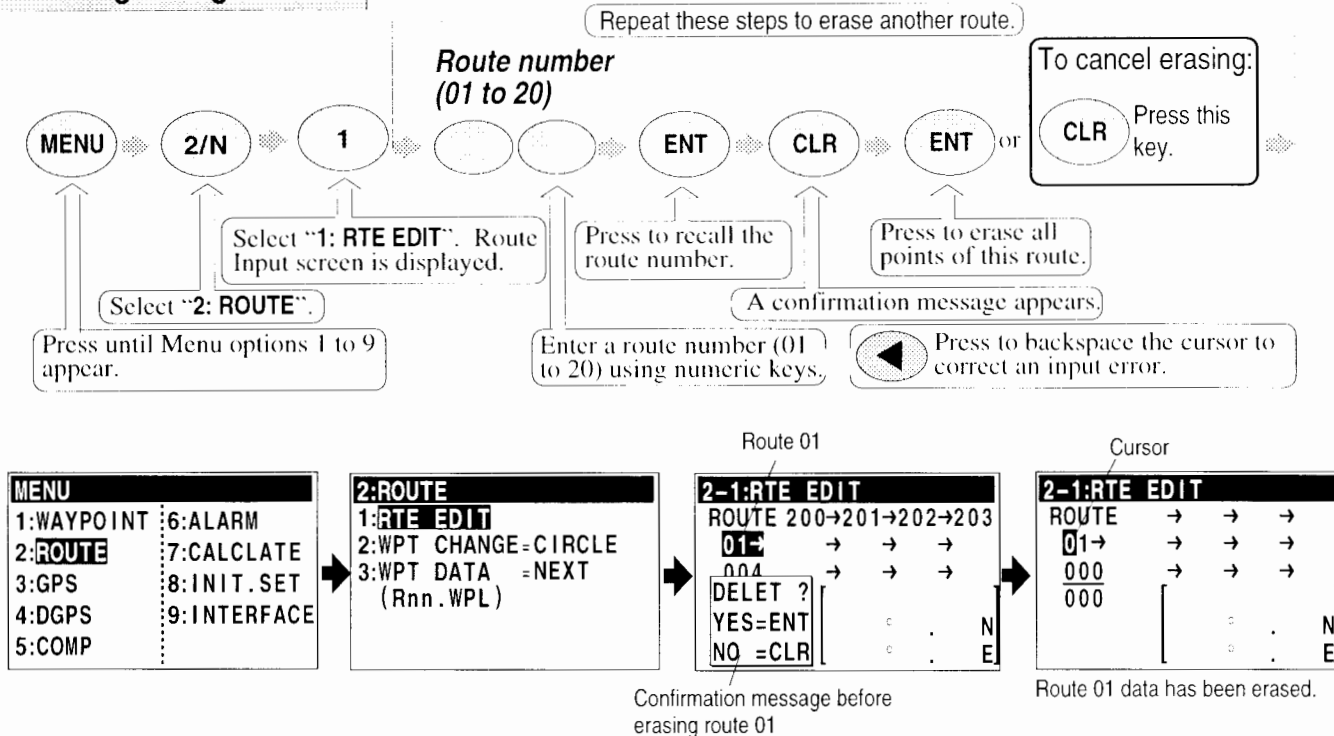 Repeat these steps to erase another route.
Route number
(01 to 20)
To cancel erasing:
MENU
2/N
1
ENT
CLR
ENT
or
CLR
Press this
key.
Select “1: RTE EDIT”. Route
Input screen is displayed.
Press to recall the
route number.
Press to erase all
points of this route.
Select “2: ROUTE”.
A confirmation message appears.
Press until Menu options 1 to 9
appear.
Enter a route number (01
to 20) using numeric keys.
Press to backspace the cursor to
correct an input error.
Route 01
Cursor
MENU
1:WAYPOINT 6:ALARM
2:ROUTE 7:CALCLATE
3:GPS 8:INIT.SET
4:DGPS 9:INTERFACE
5:COMP
2:ROUTE
1:RTE EDIT
2:WPT CHANGE=CIRCLE
3:WPT DATA =NEXT
(Rnn.WPL)
2-1:RTE EDIT
ROUTE 200→201→202→203
01→ → → →
004 → → →
DELET ?
YES=ENT
NO =CLR
° . N
° . E
2-1:RTE EDIT
ROUTE → → →
01→ → → →
000 → → →
000
° . N
° . E
Confirmation message before
erasing route 01
Route 01 data has been erased.